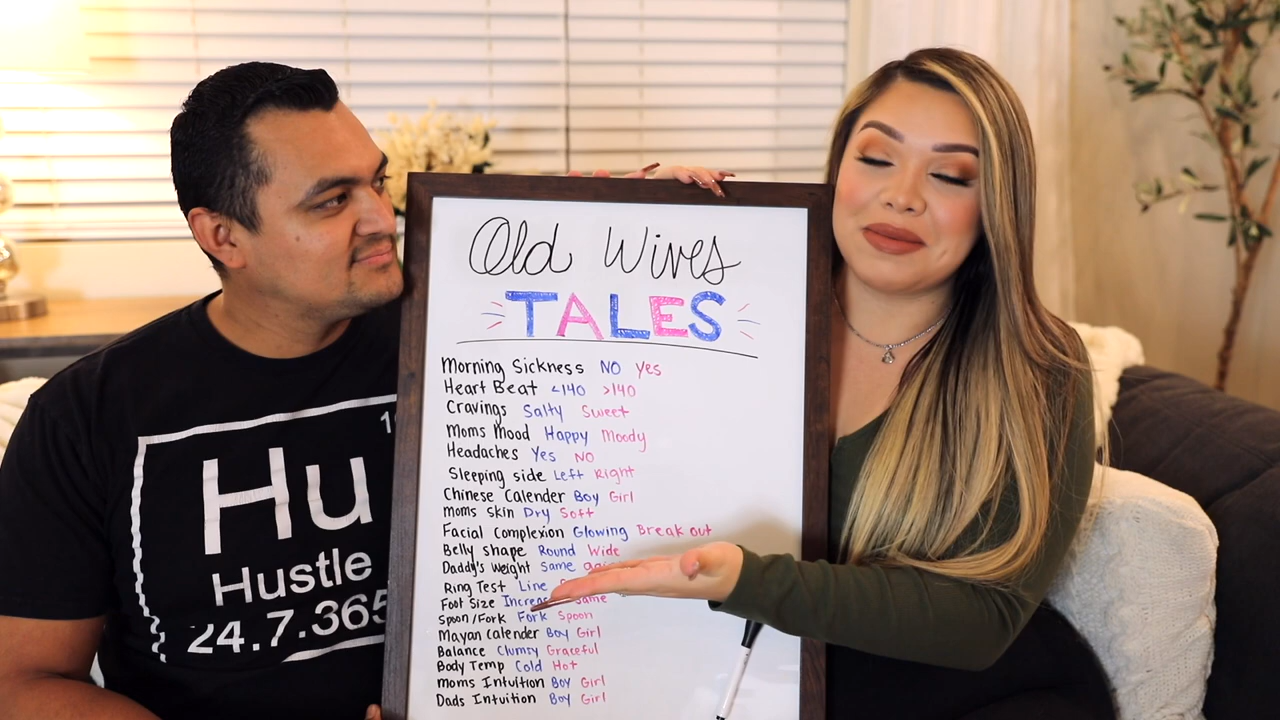 Old Wives
TALES
Morning Sickness NO Yes
Heart Beat <140 >140
Cravings Salty Sweet
Moms Mood Happy Moody
Headaches Yes NO
Sleeping side Left Right
Chinese Calender Boy Girl
Moms Skin Dry Soft
Facial Complexion Glowing Break out
Belly shape Round Wide
Daddy's Weight Same
Ring Test Line
Foot Size Same
Spoon/Fork Fork Spoon
Mayan calender Boy Girl
Balance Clumsy Graceful
Body Temp Cold Hot
Moms Intuition Boy Girl
Dads Intuition Boy Girl
Hu
Hustle
24.7.365